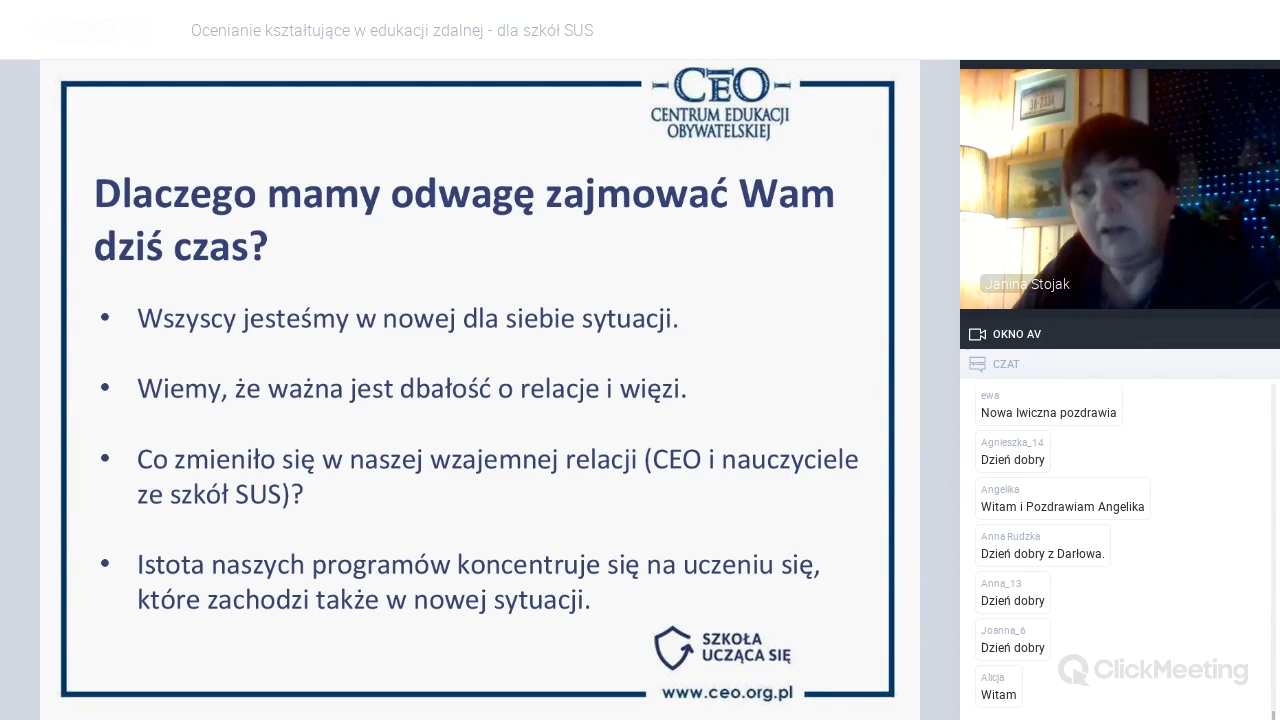 Ocenianie kształtujące w edukacji zdalnej - dla szkół SUS
CEO
CENTRUM EDUKACJI
OBYWATELSKIEJ
Dlaczego mamy odwagę zajmować Wam
dziś czas?
• Wszyscy jesteśmy w nowej dla siebie sytuacji.
• Wiemy, że ważna jest dbałość o relacje i więzi.
• Co zmieniło się w naszej wzajemnej relacji (CEO i nauczyciele
ze szkół SUS)?
• Istota naszych programów koncentruje się na uczeniu się,
które zachodzi także w nowej sytuacji.
SZKOŁA
UCZĄCA SIĘ
www.ceo.org.pl
Janina Stojak
OKNO AV
CZAT
ewa
Nowa Iwiczna pozdrawia
Agnieszka_14
Dzień dobry
Angelika
Witam i Pozdrawiam Angelika
Anna Rudzka
Dzień dobry z Darłowa.
Anna_13
Dzień dobry
Joanna_6
Dzień dobry
Alicja
Witam
ClickMeeting